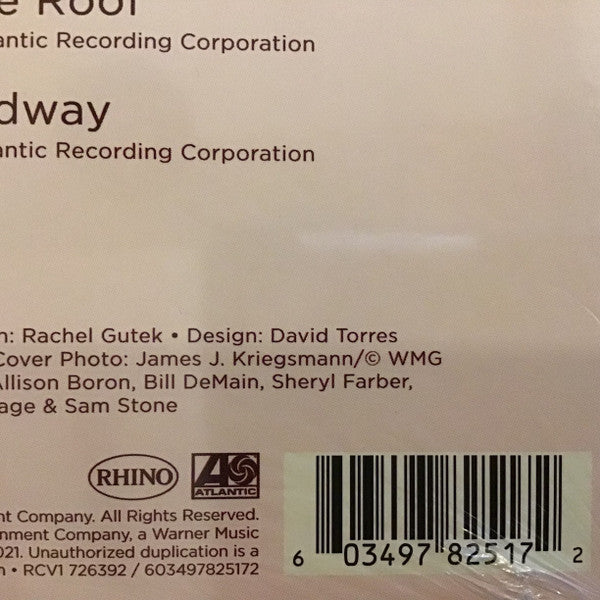 e Roof
antic Recording Corporation
dway
antic Recording Corporation
n: Rachel Gutek • Design: David Torres
Cover Photo: James J. Kriegsmann/© WMG
Allison Boron, Bill DeMain, Sheryl Farber,
age & Sam Stone
RHINO
ATLANTIC
nt Company. All Rights Reserved.
nment Company, a Warner Music
021. Unauthorized duplication is a
n • RCV1 726392 / 603497825172
6 03497 82517 2